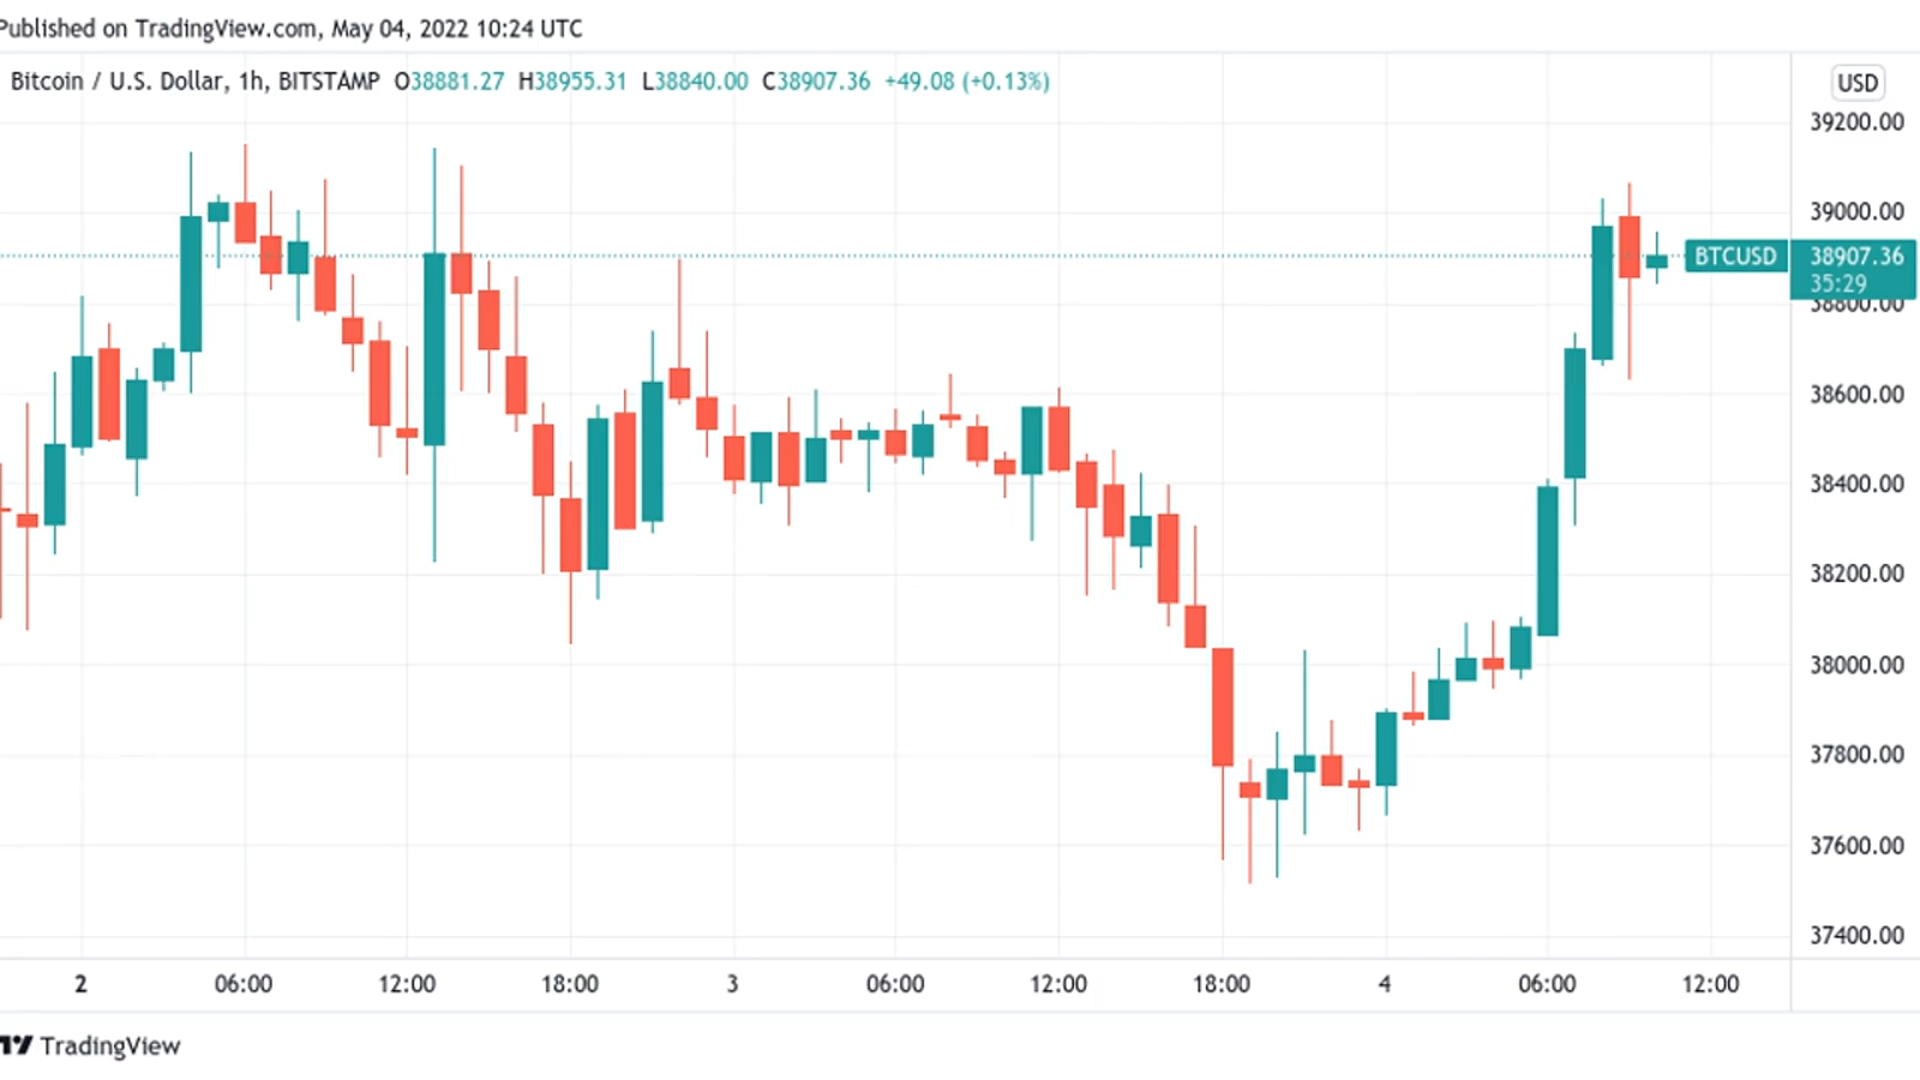 Published on TradingView.com, May 04, 2022 10:24 UTC
Bitcoin / U.S. Dollar, 1h, BITSTAMP O38881.27 H38955.31 L38840.00 C38907.36 +49.08 (+0.13%)
USD
39200.00
39000.00
BTCUSD 38907.36
35:29
38800.00
38600.00
38400.00
38200.00
38000.00
37800.00
37600.00
37400.00
2 06:00 12:00 18:00 3 06:00 12:00 18:00 4 06:00 12:00
TradingView